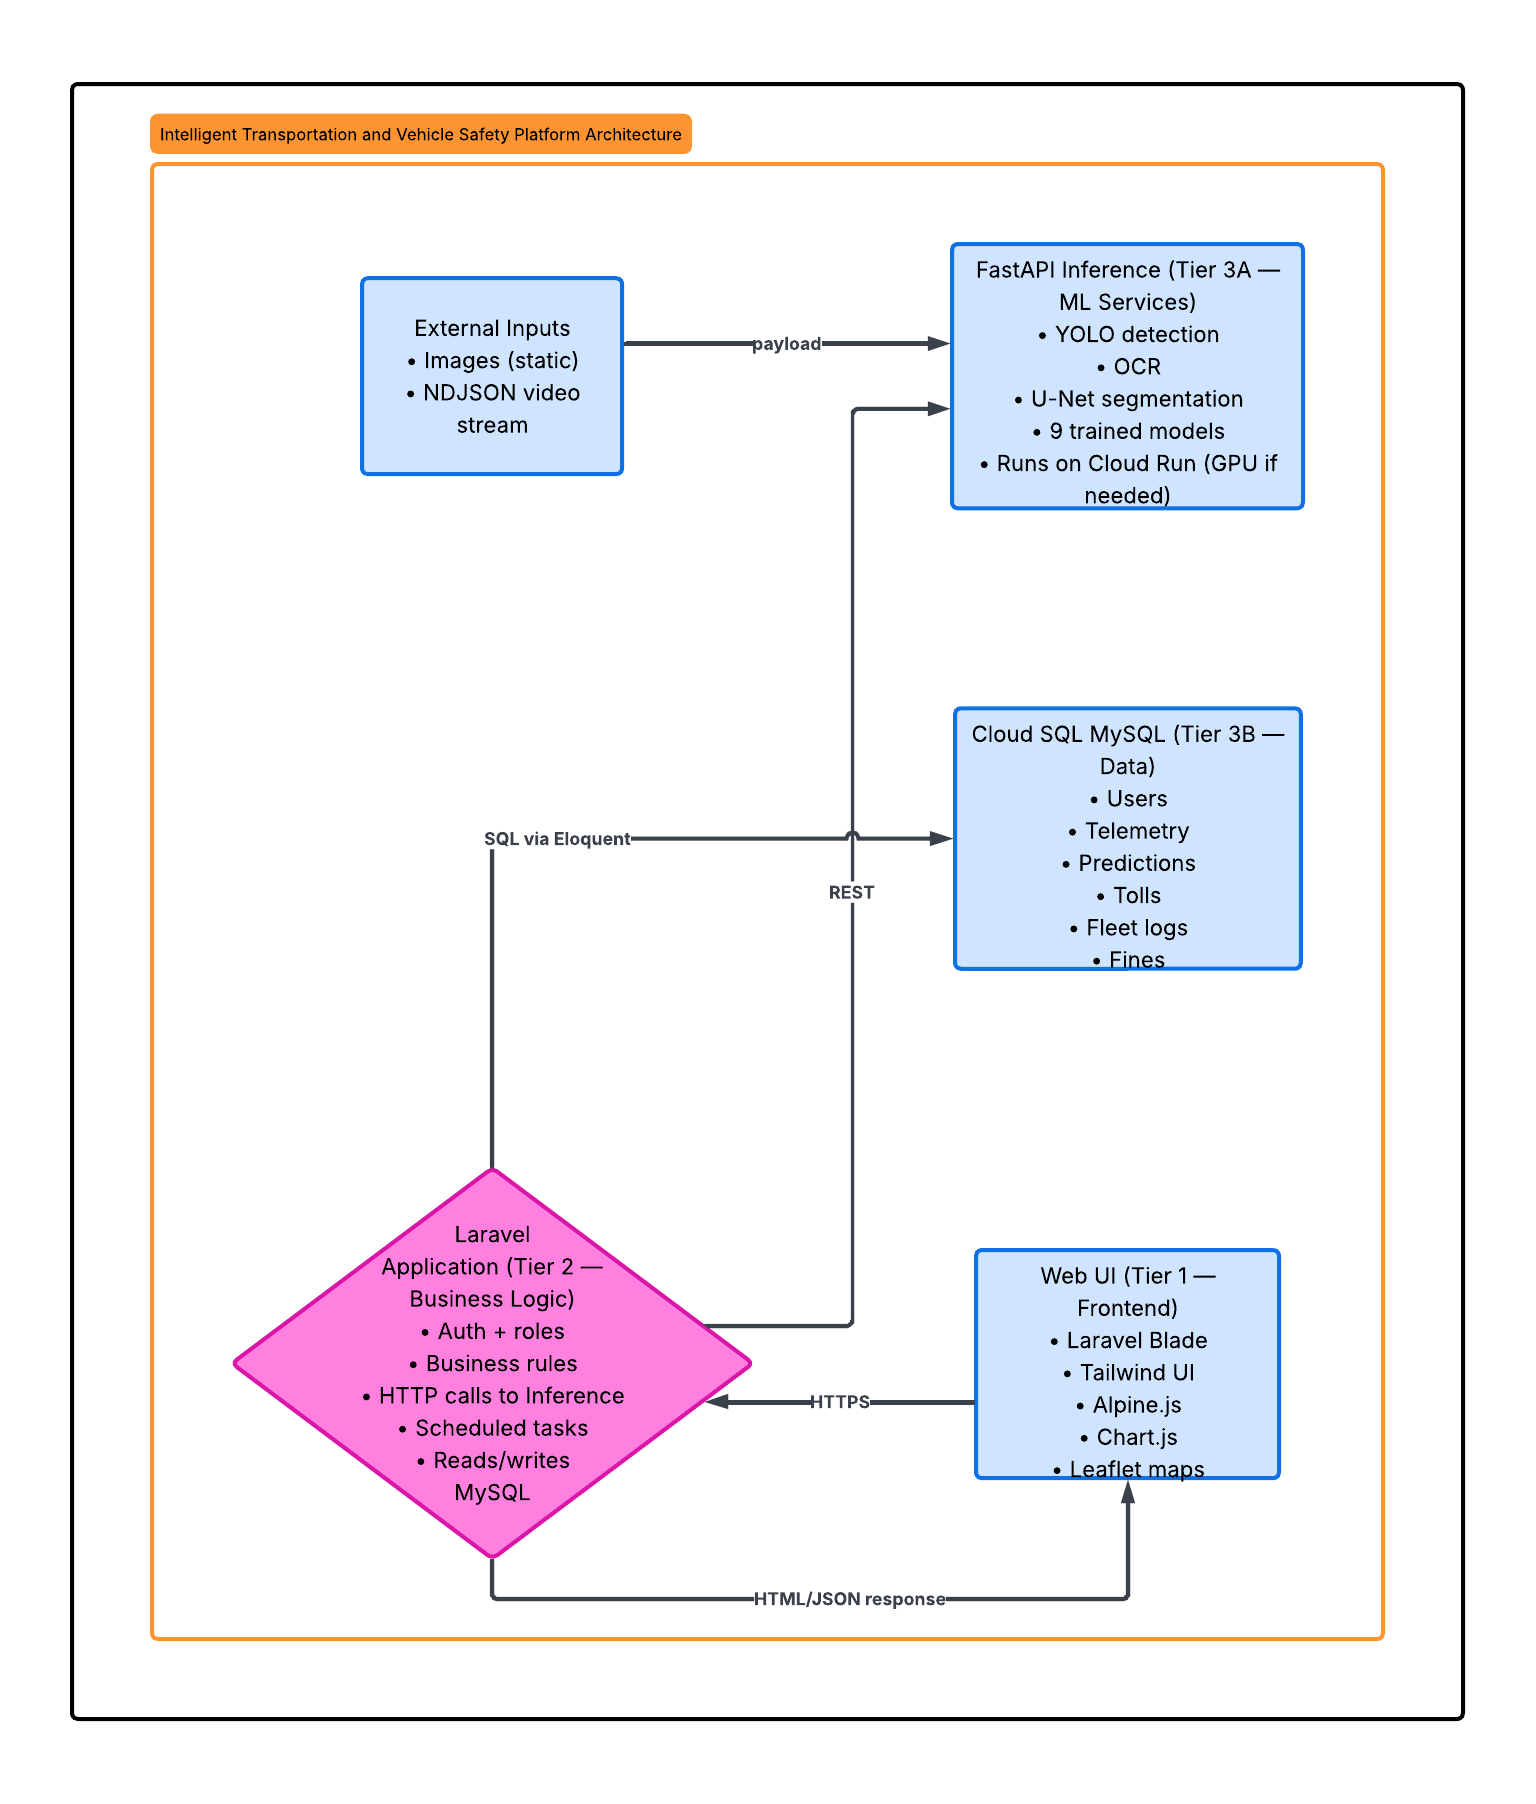 Intelligent Transportation and Vehicle Safety Platform Architecture
External Inputs
• Images (static)
• NDJSON video
stream
payload
FastAPI Inference (Tier 3A —
ML Services)
• YOLO detection
• OCR
• U-Net segmentation
• 9 trained models
• Runs on Cloud Run (GPU if
needed)
Cloud SQL MySQL (Tier 3B —
Data)
• Users
• Telemetry
• Predictions
• Tolls
• Fleet logs
• Fines
SQL via Eloquent
REST
Laravel
Application (Tier 2 —
Business Logic)
• Auth + roles
• Business rules
• HTTP calls to Inference
• Scheduled tasks
• Reads/writes
MySQL
HTTPS
Web UI (Tier 1 —
Frontend)
• Laravel Blade
• Tailwind UI
• Alpine.js
• Chart.js
• Leaflet maps
HTML/JSON response